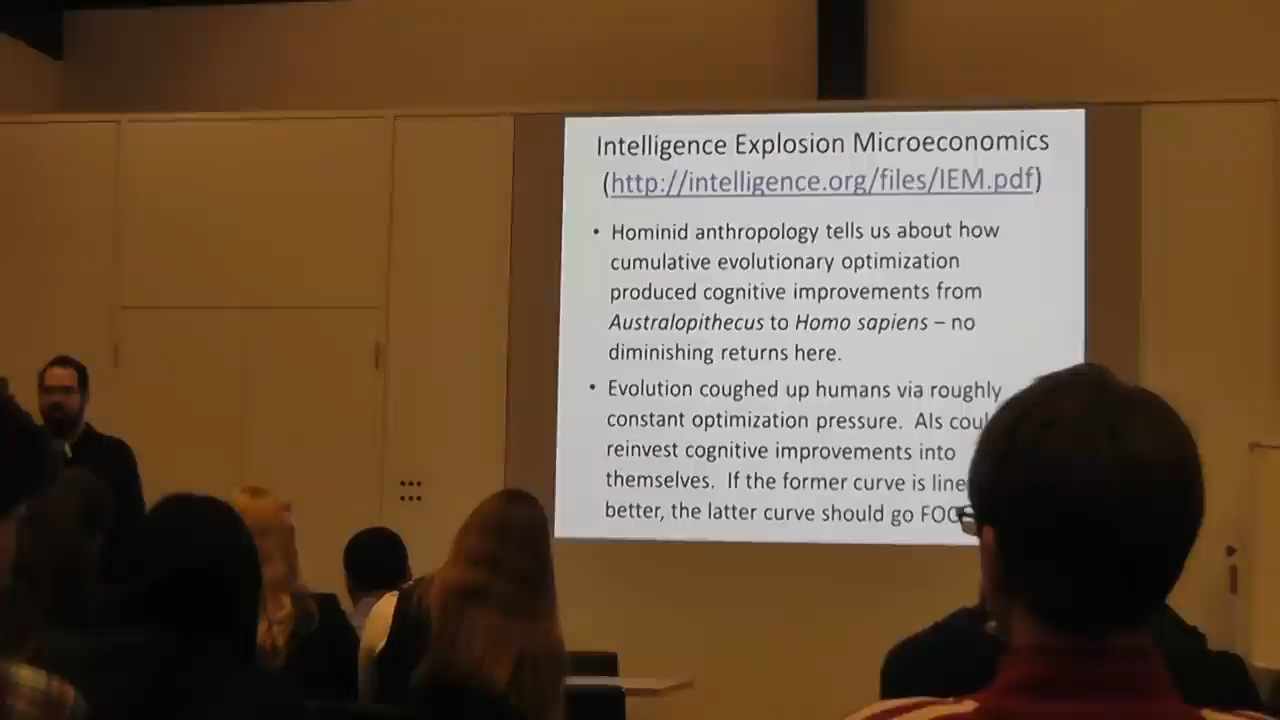 Intelligence Explosion Microeconomics
(http://intelligence.org/files/IEM.pdf)
• Hominid anthropology tells us about how
cumulative evolutionary optimization
produced cognitive improvements from
Australopithecus to Homo sapiens – no
diminishing returns here.
• Evolution coughed up humans via roughly
constant optimization pressure. AIs
reinvest cognitive improvements into
themselves. If the former curve is
better, the latter curve should go